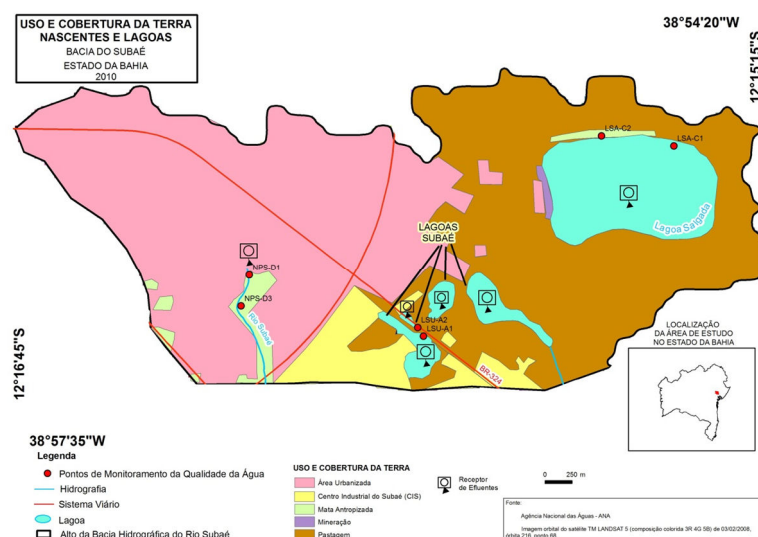 USO E COBERTURA DA TERRA
NASCENTES E LAGOAS
BACIA DO SUBAÉ
ESTADO DA BAHIA
2010
38°54'20"W
12°15'15"S
LSA-C2
LSA-C1
Lagoa Salgada
LAGOAS
SUBAÉ
NPS-D1
NPS-D3
Rio Subaé
LSU-A2
LSU-A1
BR-324
12°16'45"S
38°57'35"W
LOCALIZAÇÃO
DA ÁREA DE ESTUDO
NO ESTADO DA BAHIA
Legenda
Pontos de Monitoramento da Qualidade da Água
Hidrografia
Sistema Viário
Lagoa
Alto da Bacia Hidrográfica do Rio Subaé
USO E COBERTURA DA TERRA
Área Urbanizada
Centro Industrial do Subaé (CIS)
Mata Antropizada
Mineração
Pastagem
Receptor
de Efluentes
0 250 m
Fonte:
Agência Nacional das Águas - ANA
Imagem orbital do satélite TM LANDSAT 5 (composição colorida 3R 4G 5B) de 03/02/2008,
órbita 216, ponto 68